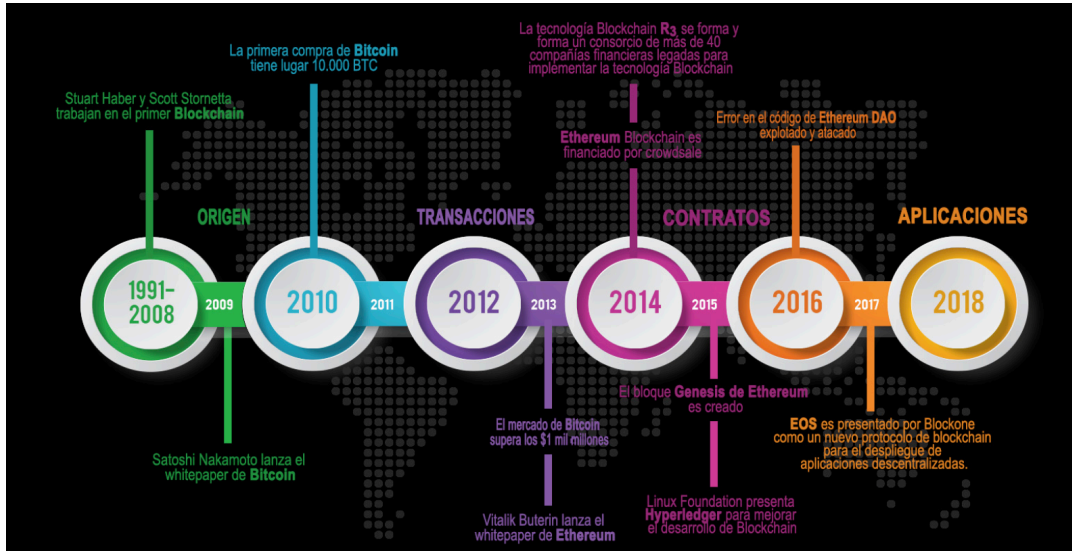 La tecnología Blockchain R3, se forma y
forma un consorcio de más de 40
compañías financieras legadas para
implementar la tecnología Blockchain
La primera compra de Bitcoin
tiene lugar 10.000 BTC
Stuart Haber y Scott Stornetta
trabajan en el primer Blockchain
Ethereum Blockchain es
financiado por crowdsale
Error en el código de Ethereum DAO
explotado y atacado
ORIGEN
TRANSACCIONES
CONTRATOS
APLICACIONES
1991–
2008
2009
2010
2011
2012
2013
2014
2015
2016
2017
2018
El bloque Genesis de Ethereum
es creado
El mercado de Bitcoin
supera los $1 mil millones
EOS es presentado por Blockone
como un nuevo protocolo de blockchain
para el despliegue de
aplicaciones descentralizadas.
Satoshi Nakamoto lanza el
whitepaper de Bitcoin
Vitalik Buterin lanza el
whitepaper de Ethereum
Linux Foundation presenta
Hyperledger para mejorar
el desarrollo de Blockchain